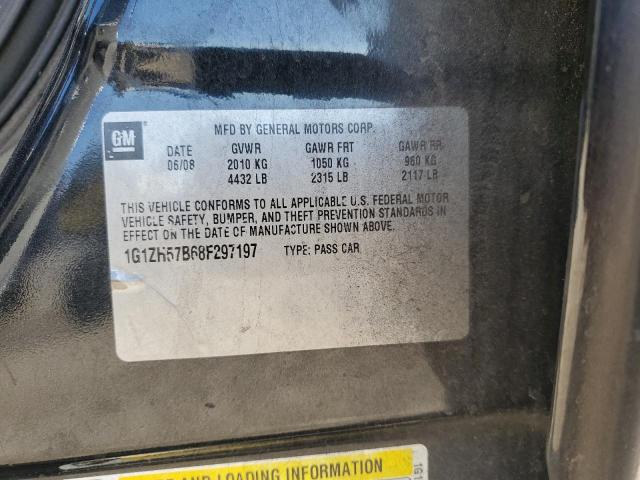 GM
MFD BY GENERAL MOTORS CORP.
DATE GVWR GAWR FRT GAWR RR
06/08 2010 KG 1050 KG 960 KG
4432 LB 2315 LB 2117 LB
THIS VEHICLE CONFORMS TO ALL APPLICABLE U.S. FEDERAL MOTOR
VEHICLE SAFETY, BUMPER, AND THEFT PREVENTION STANDARDS IN
EFFECT ON THE DATE OF MANUFACTURE SHOWN ABOVE.
1G1ZH57B68F297197 TYPE: PASS CAR
AND LOADING INFORMATION